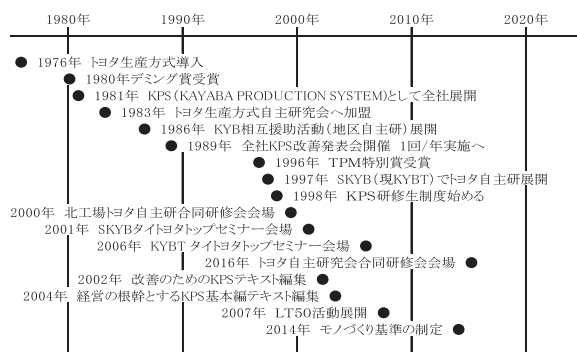 1980年 1990年 2000年 2010年 2020年
1976年 トヨタ生産方式導入
1980年デミング賞受賞
1981年 KPS(KAYABA PRODUCTION SYSTEM)として全社展開
1983年 トヨタ生産方式自主研究会へ加盟
1986年 KYB相互援助活動(地区自主研)展開
1989年 全社KPS改善発表会開催 1回/年実施へ
1996年 TPM特別賞受賞
1997年 SKYB(現KYBT)でトヨタ自主研展開
1998年 KPS研修生制度始める
2000年 北工場トヨタ自主研合同研修会会場
2001年 SKYBタイトヨタトップセミナー会場
2006年 KYBT タイトヨタトップセミナー会場
2016年 トヨタ自主研究会合同研修会会場
2002年 改善のためのKPSテキスト編集
2004年 経営の根幹とするKPS基本編テキスト編集
2007年 LT50活動展開
2014年 モノづくり基準の制定